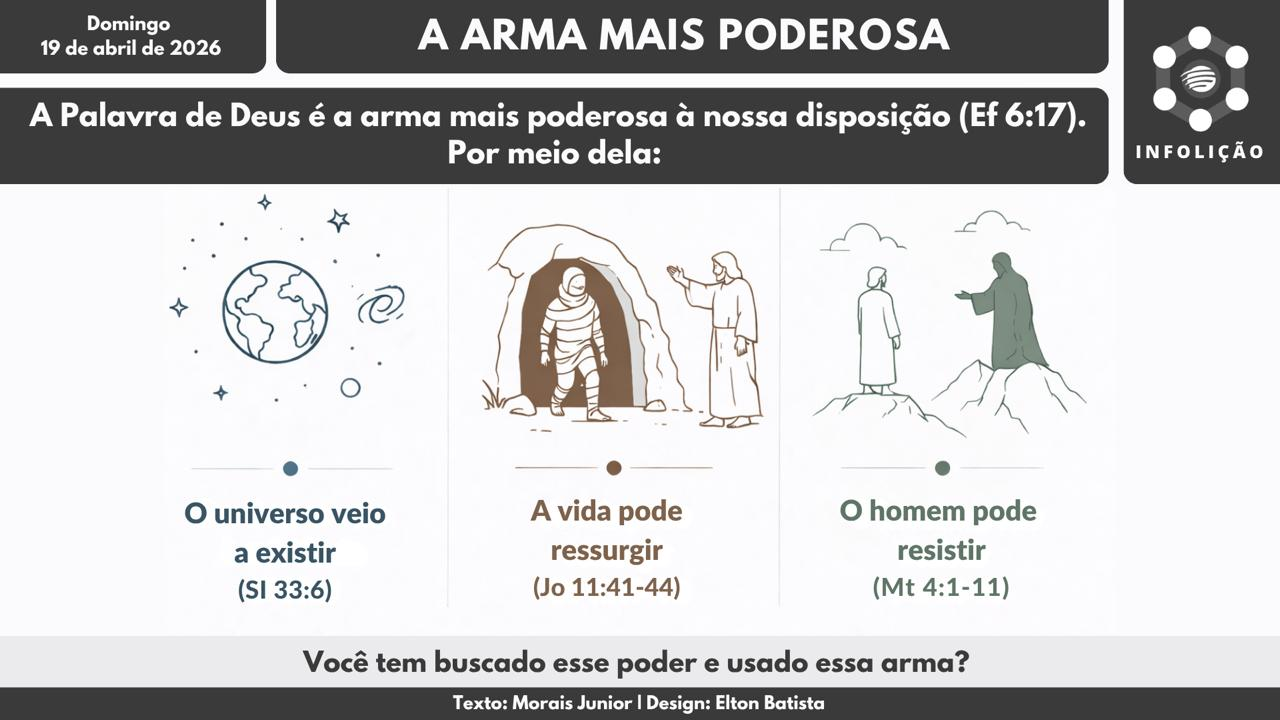 Domingo
19 de abril de 2026
A ARMA MAIS PODEROSA
INFOLIÇÃO
A Palavra de Deus é a arma mais poderosa à nossa disposição (Ef 6:17).
Por meio dela:
O universo veio
a existir
(Sl 33:6)
A vida pode
ressurgir
(Jo 11:41-44)
O homem pode
resistir
(Mt 4:1-11)
Você tem buscado esse poder e usado essa arma?
Texto: Morais Junior | Design: Elton Batista